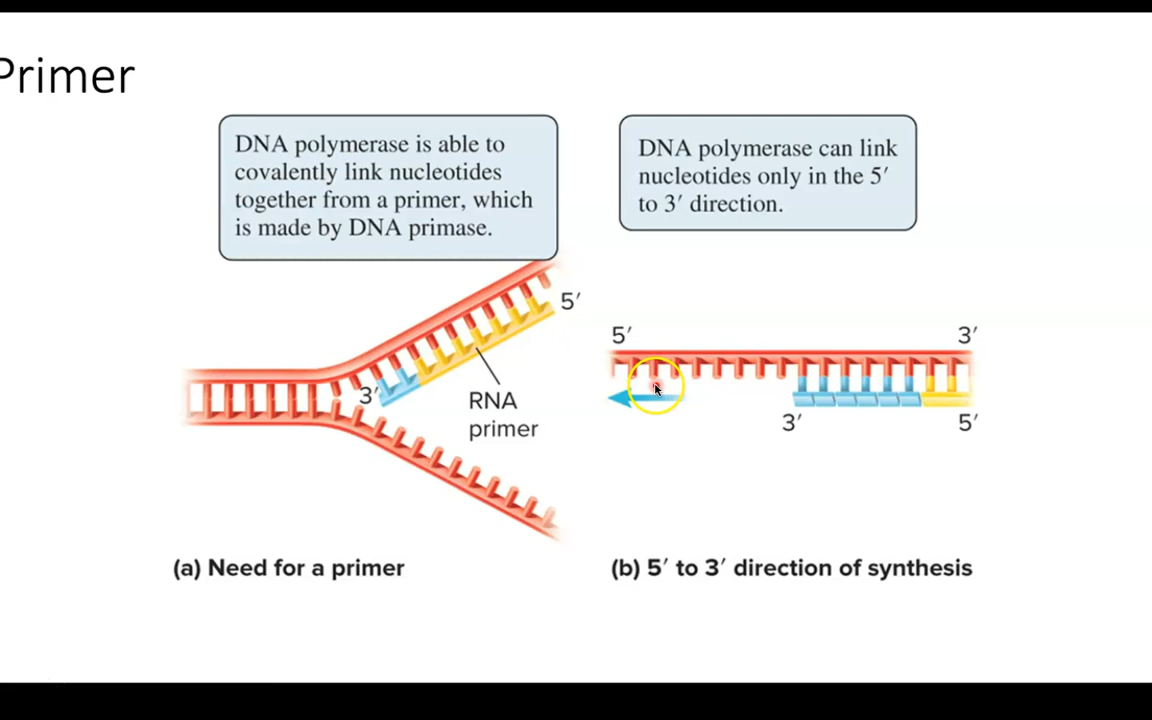 Primer
DNA polymerase is able to
covalently link nucleotides
together from a primer, which
is made by DNA primase.
DNA polymerase can link
nucleotides only in the 5′
to 3′ direction.
5′
3′
RNA
primer
5′
3′
3′
5′
(a) Need for a primer
(b) 5′ to 3′ direction of synthesis